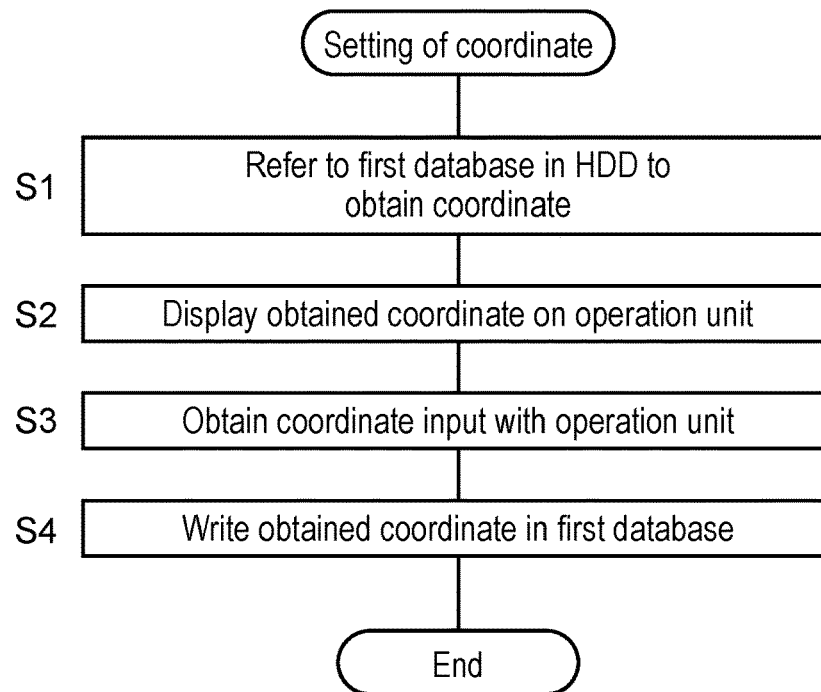 Setting of coordinate
S1
Refer to first database in HDD to
obtain coordinate
S2
Display obtained coordinate on operation unit
S3
Obtain coordinate input with operation unit
S4
Write obtained coordinate in first database
End